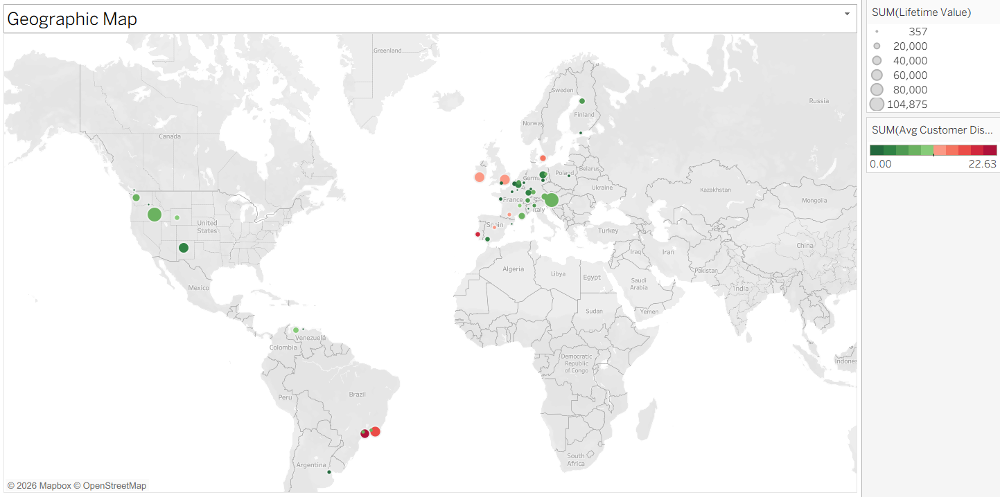 Geographic Map
Greenland
Sweden
Finland
Russia
Norway
Canada
Poland
Belarus
Germ
Ukraine
France
Kazakhstan
Mongolia
Italy
United
States
Spain
Turkey
China
Iraq
Iran
Algeria
Libya
Egypt
Pakistan
Saudi
Arabia
India
Mexico
Sudan
Yemen
Venezuela
Colombia
Democratic
Republic
of Congo
Indones
Brazil
Peru
South
Africa
Argentina
© 2026 Mapbox © OpenStreetMap
SUM(Lifetime Value)
357
20,000
40,000
60,000
80,000
104,875
SUM(Avg Customer Dis...
0.00 22.63